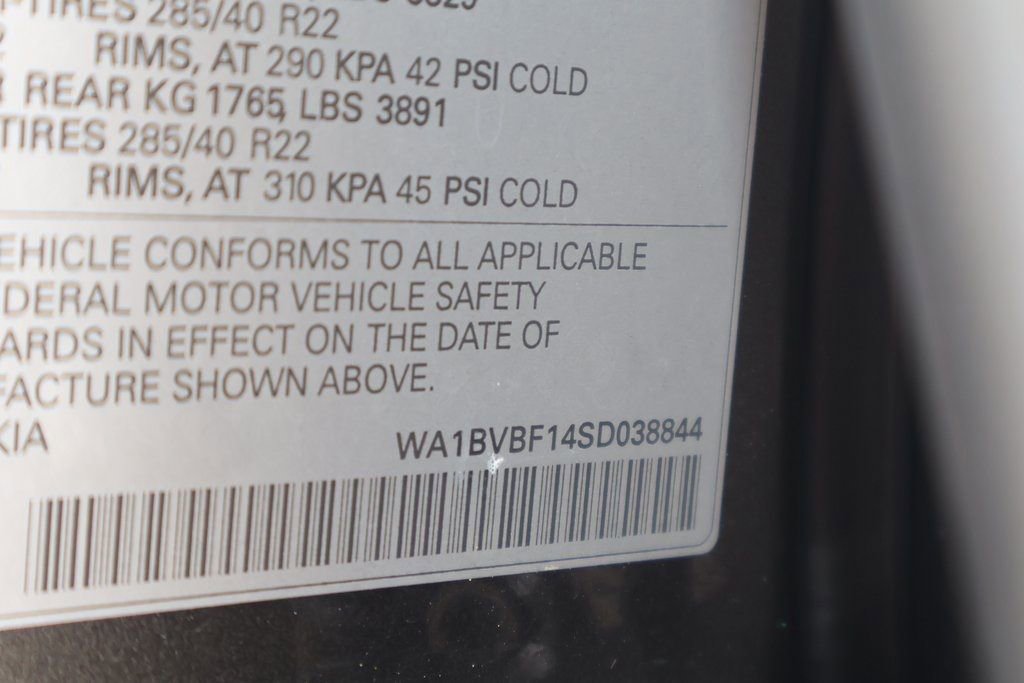 TIRES 285/40 R22
RIMS, AT 290 KPA 42 PSI COLD
REAR KG 1765, LBS 3891
TIRES 285/40 R22
RIMS, AT 310 KPA 45 PSI COLD
EHICLE CONFORMS TO ALL APPLICABLE
DERAL MOTOR VEHICLE SAFETY
ARDS IN EFFECT ON THE DATE OF
FACTURE SHOWN ABOVE.
KIA
WA1BVBF14SD038844